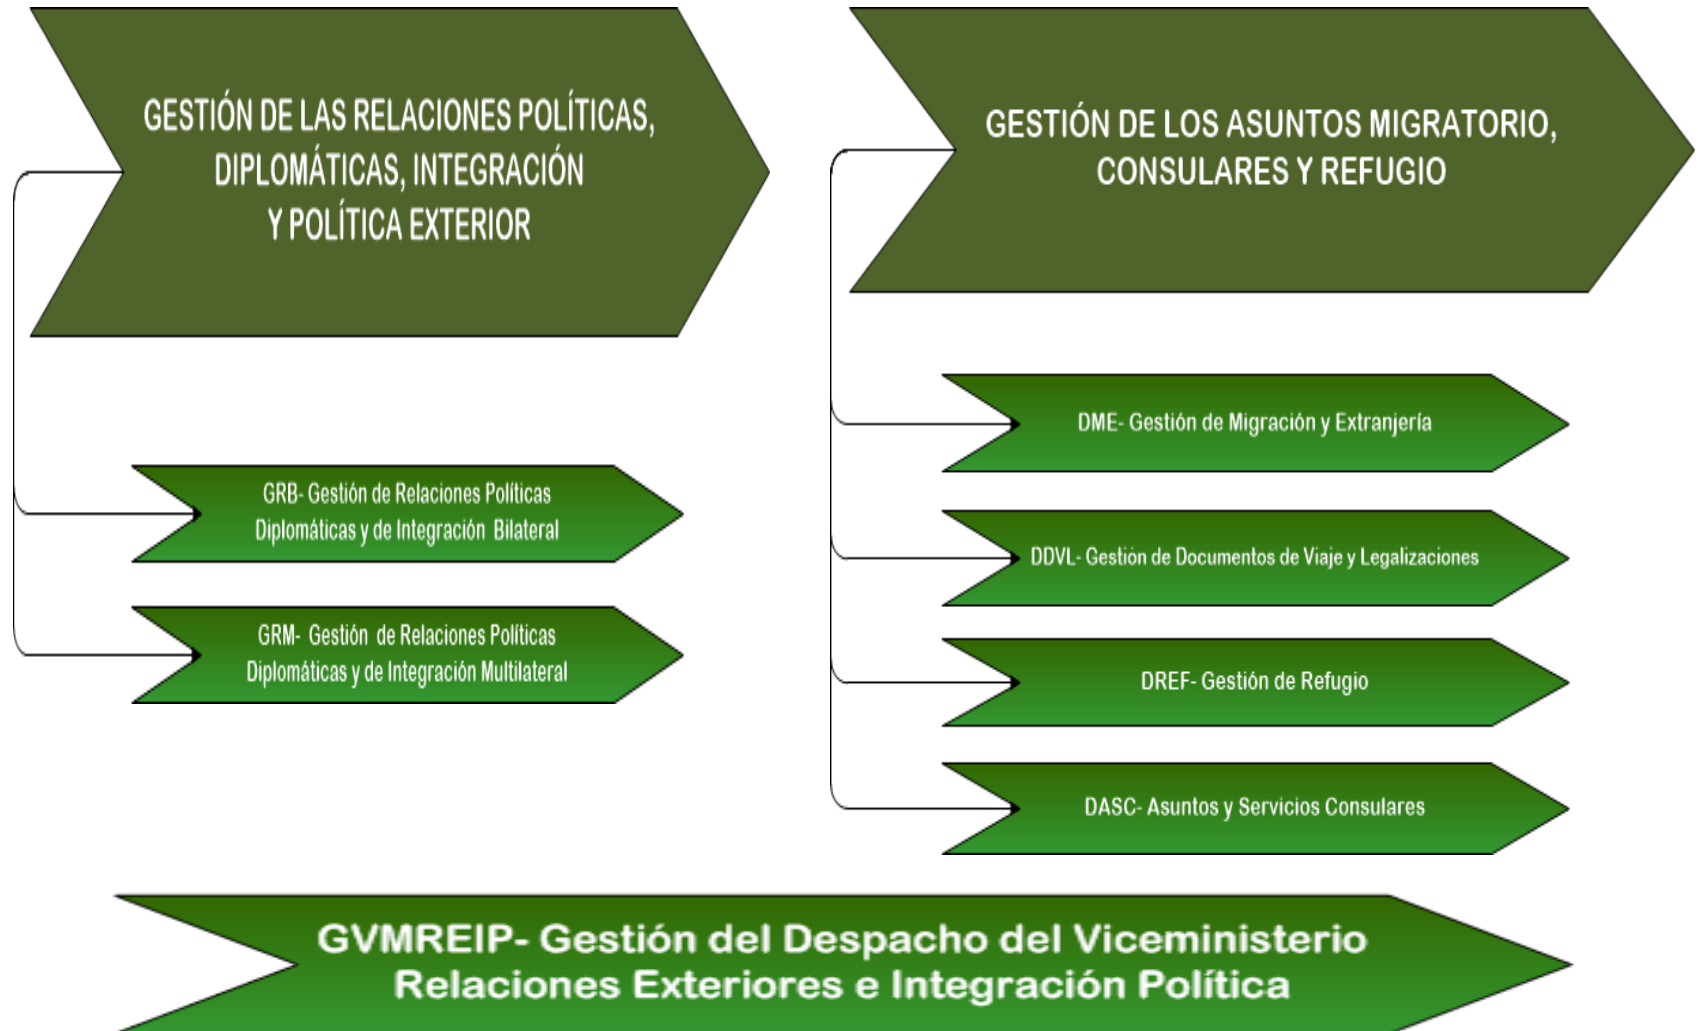 GESTIÓN DE LAS RELACIONES POLÍTICAS,
DIPLOMÁTICAS, INTEGRACIÓN
Y POLÍTICA EXTERIOR
GRB- Gestión de Relaciones Políticas
Diplomáticas y de Integración Bilateral
GRM- Gestión de Relaciones Políticas
Diplomáticas y de Integración Multilateral
GESTIÓN DE LOS ASUNTOS MIGRATORIO,
CONSULARES Y REFUGIO
DME- Gestión de Migración y Extranjería
DDVL- Gestión de Documentos de Viaje y Legalizaciones
DREF- Gestión de Refugio
DASC- Asuntos y Servicios Consulares
GVMREIP- Gestión del Despacho del Viceministerio
Relaciones Exteriores e Integración Política